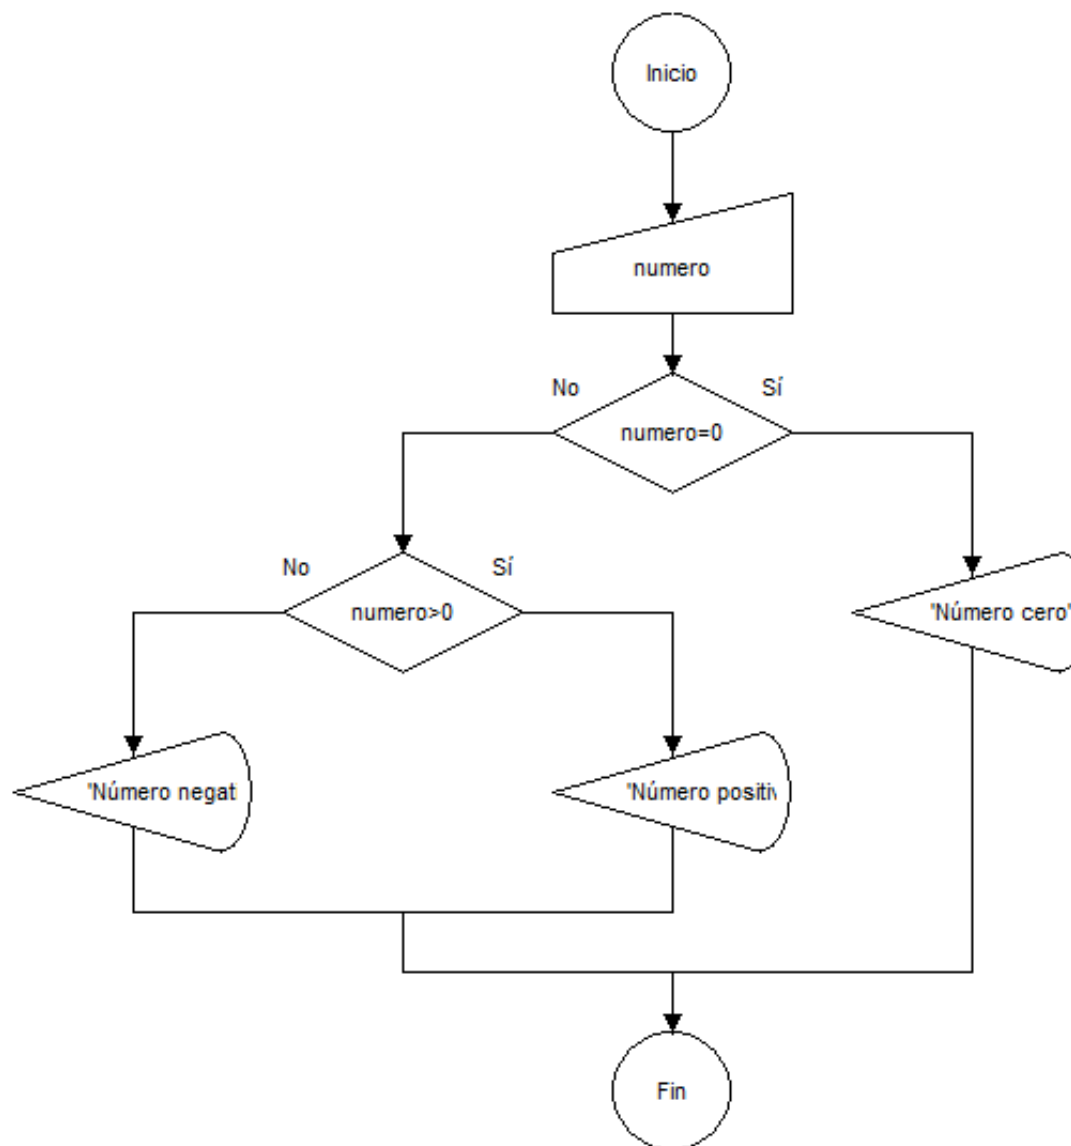 Inicio
numero
No
Sí
numero=0
No
Sí
numero>0
"Número cero"
"Número negat
"Número positiv
Fin